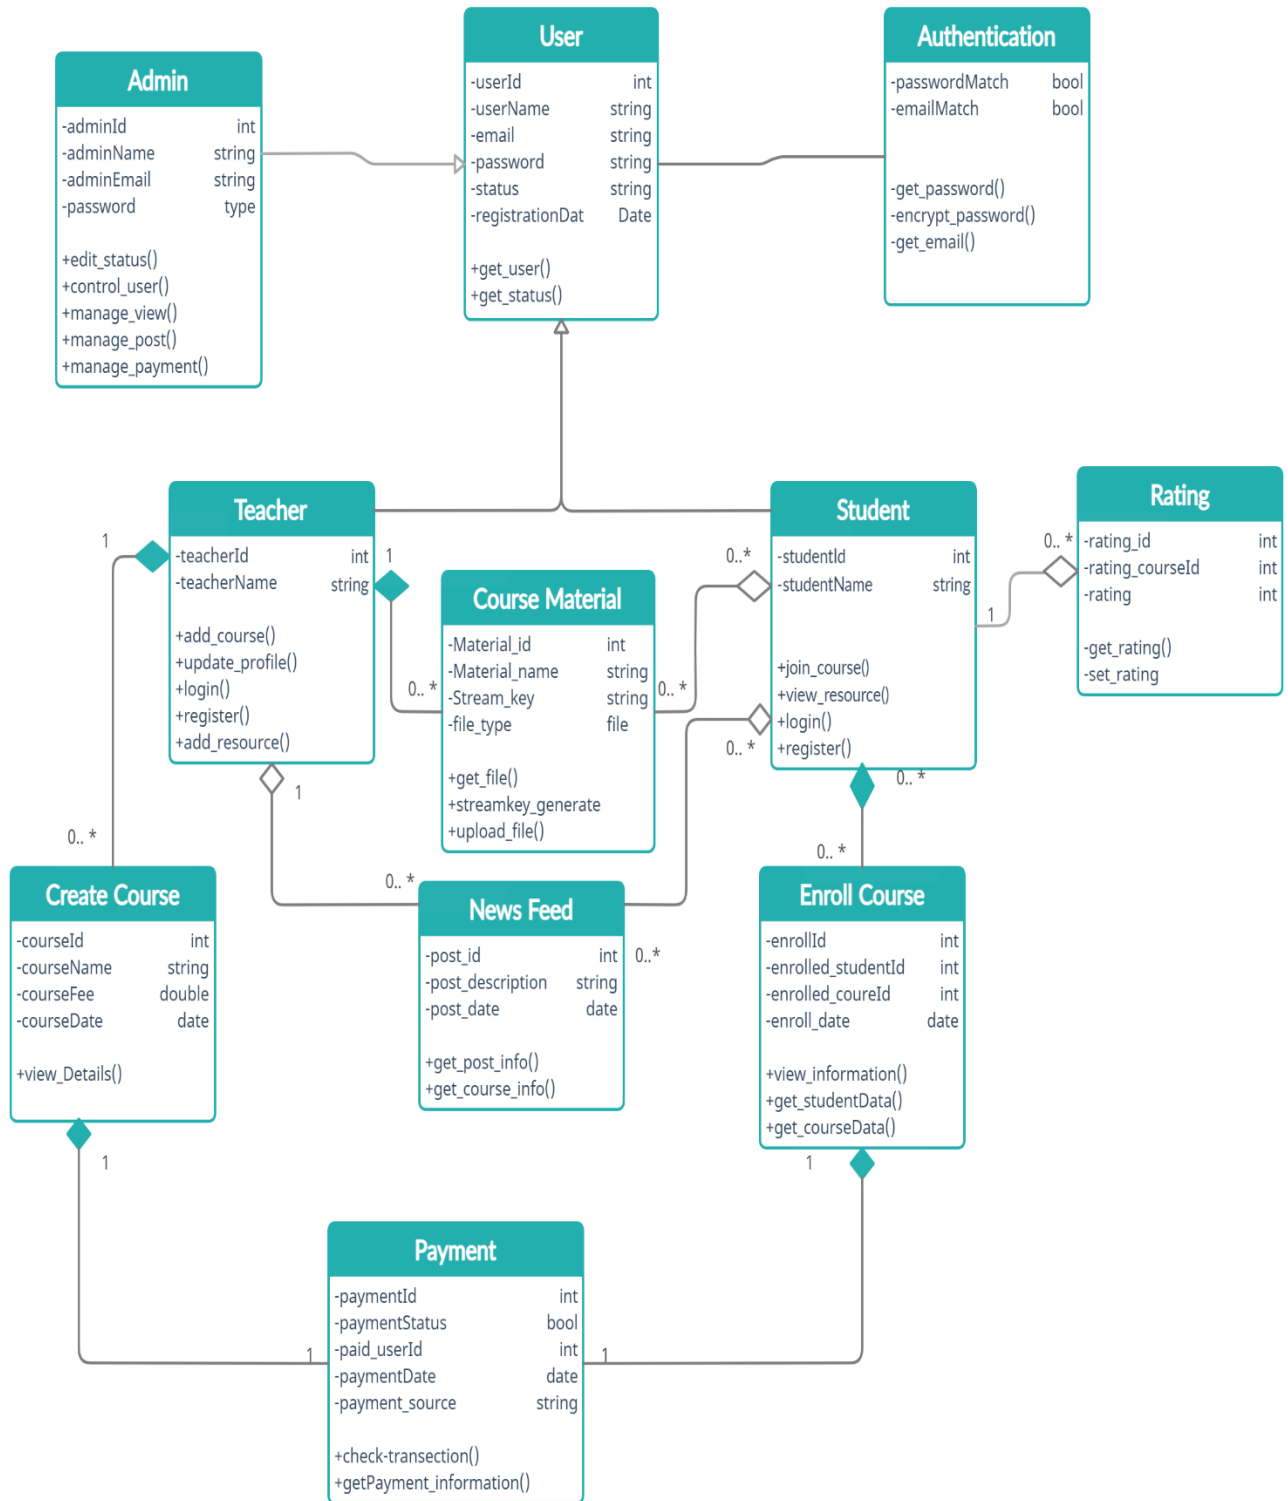 User
-userId int
-userName string
-email string
-password string
-status string
-registrationDat Date
+get_user()
+get_status()
Authentication
-passwordMatch bool
-emailMatch bool
-get_password()
-encrypt_password()
-get_email()
Admin
-adminId int
-adminName string
-adminEmail string
-password type
+edit_status()
+control_user()
+manage_view()
+manage_post()
+manage_payment()
Teacher
-teacherId int
-teacherName string
+add_course()
+update_profile()
+login()
+register()
+add_resource()
1
1
1
0.. *
0.. *
0.. *
Course Material
-Material_id int
-Material_name string
-Stream_key string
-file_type file
+get_file()
+streamkey_generate
+upload_file()
0.. *
0..*
0.. *
Student
-studentId int
-studentName string
+join_course()
+view_resource()
+login()
+register()
1
0.. *
0.. *
0.. *
Rating
-rating_id int
-rating_courseId int
-rating int
-get_rating()
-set_rating
Create Course
-courseId int
-courseName string
-courseFee double
-courseDate date
+view_Details()
1
News Feed
-post_id int
-post_description string
-post_date date
+get_post_info()
+get_course_info()
0..*
Enroll Course
-enrollId int
-enrolled_studentId int
-enrolled_coureId int
-enroll_date date
+view_information()
+get_studentData()
+get_courseData()
1
Payment
-paymentId int
-paymentStatus bool
-paid_userId int
-paymentDate date
-payment_source string
+check-transection()
+getPayment_information()
1
1